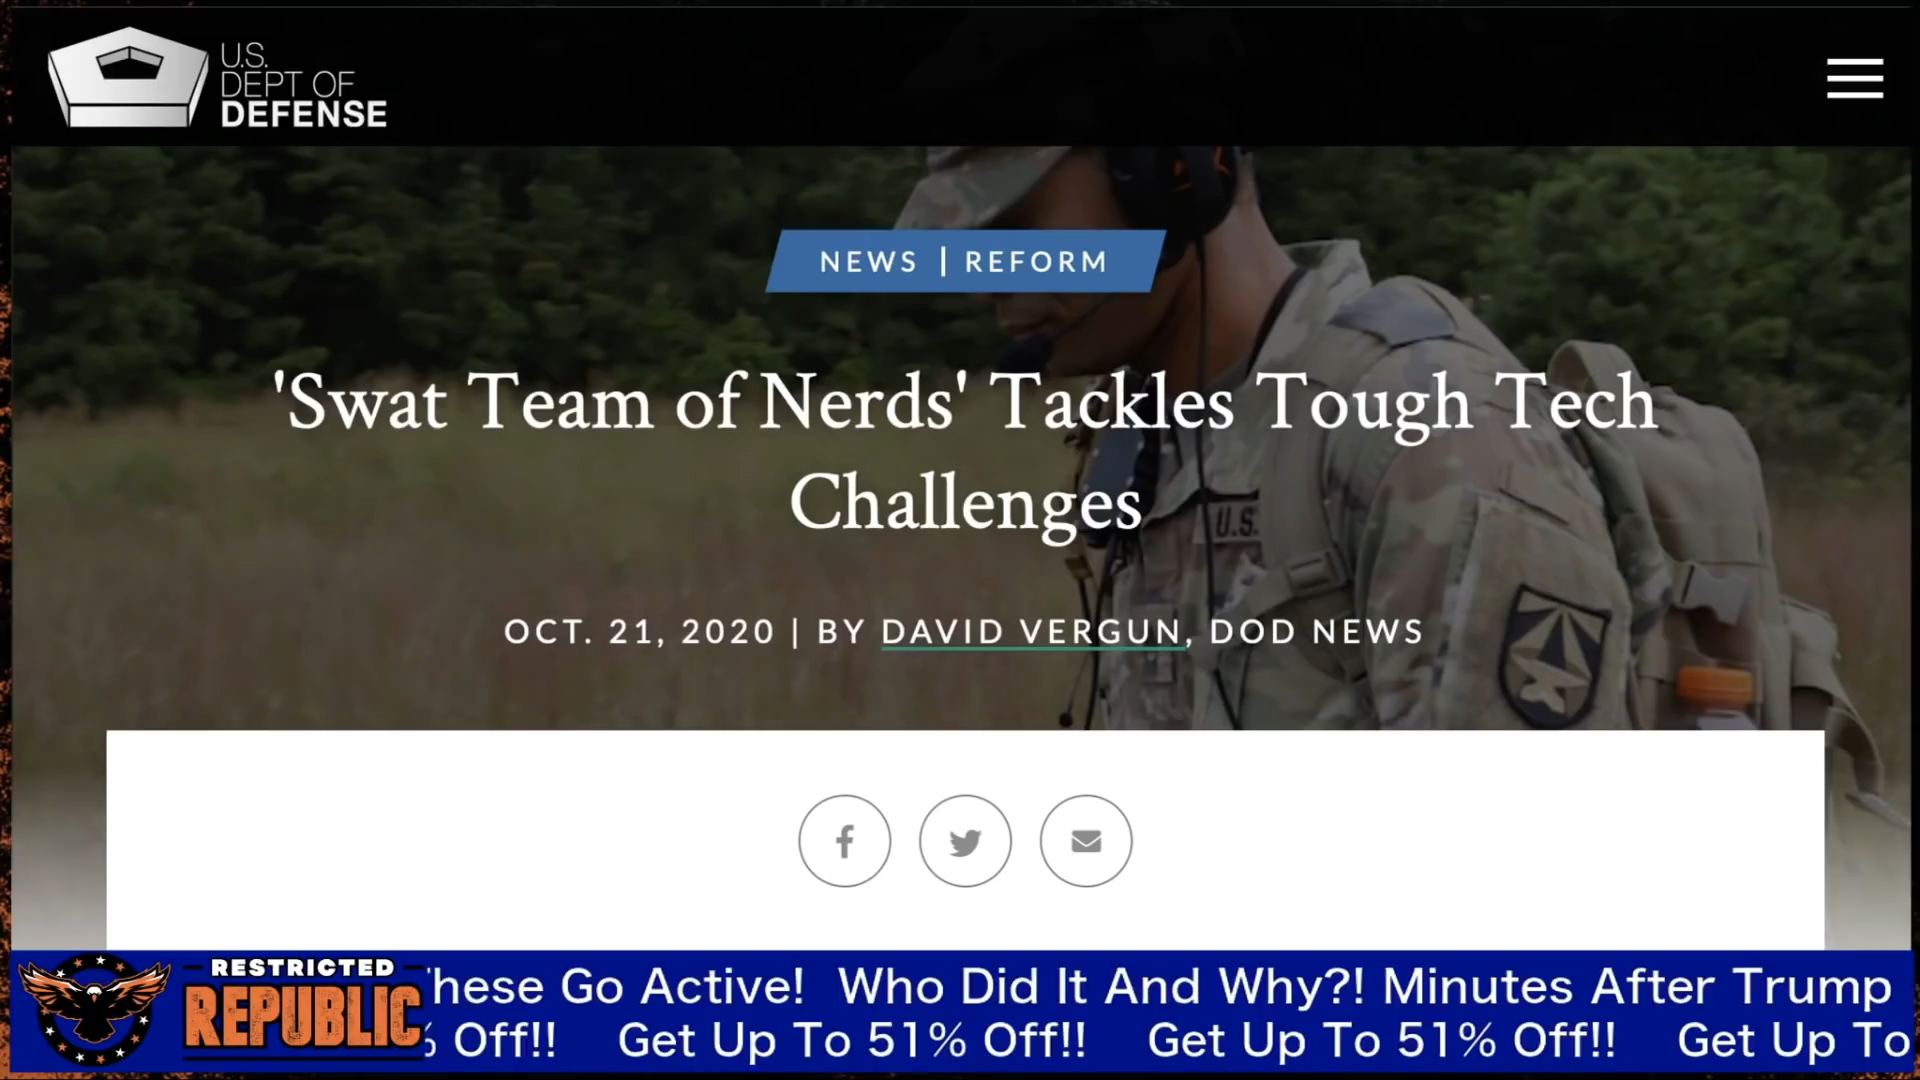 U.S.
DEPT OF
DEFENSE
NEWS | REFORM
'Swat Team of Nerds' Tackles Tough Tech
Challenges
OCT. 21, 2020 | BY DAVID VERGUN, DOD NEWS
U.S.
RESTRICTED
REPUBLIC
hese Go Active! Who Did It And Why?! Minutes After Trump
% Off!! Get Up To 51% Off!! Get Up To 51% Off!! Get Up To